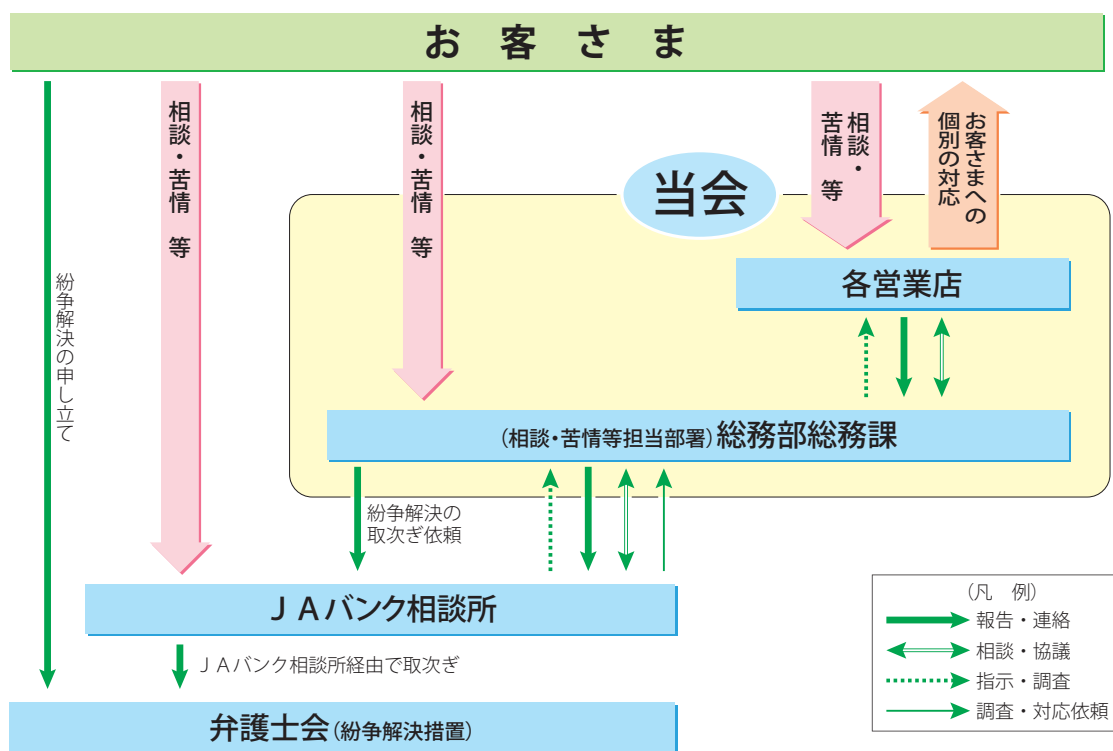 お客さま
相談・苦情 等
相談・苦情 等
相談・
苦情 等
お客さまへの
個別の対応
当会
各営業店
紛争解決の申し立て
(相談・苦情等担当部署)総務部総務課
紛争解決の
取次ぎ依頼
JAバンク相談所
JAバンク相談所経由で取次ぎ
弁護士会(紛争解決措置)
(凡 例)
報告・連絡
相談・協議
指示・調査
調査・対応依頼